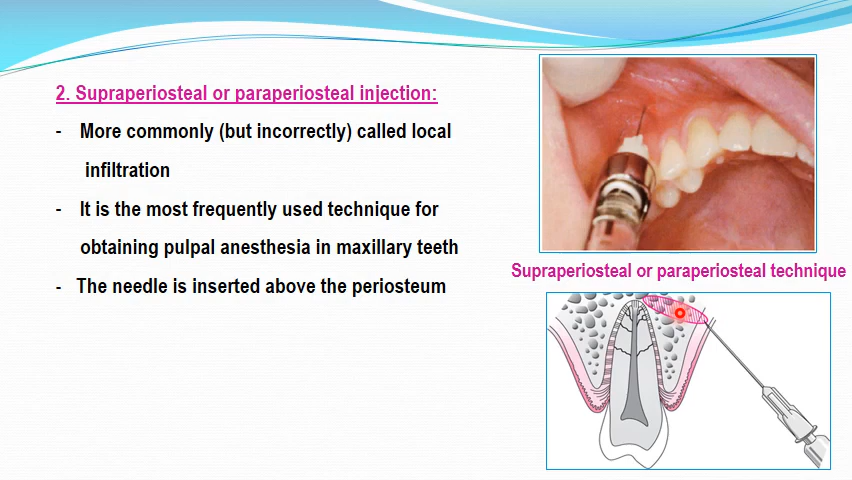 2. Supraperiosteal or paraperiosteal injection:
- More commonly (but incorrectly) called local
infiltration
- It is the most frequently used technique for
obtaining pulpal anesthesia in maxillary teeth
- The needle is inserted above the periosteum
Supraperiosteal or paraperiosteal technique